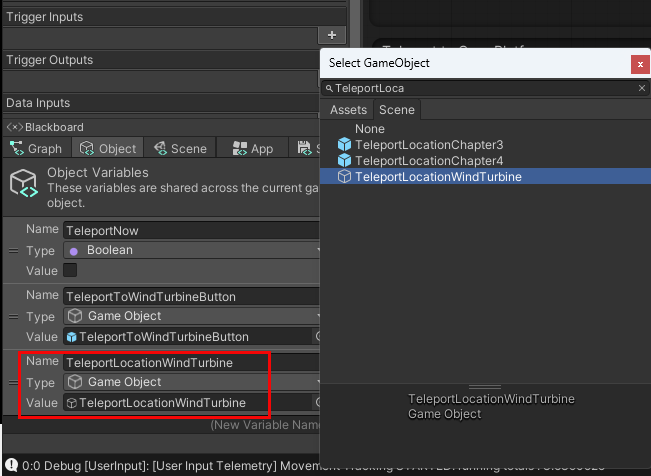 Trigger Inputs
+
Trigger Outputs
Data Inputs
<×> Blackboard
Graph
Object
Scene
App
Object Variables
These variables are shared across the current
object.
Name TeleportNow
Type Boolean
Value
Name TeleportToWindTurbineButton
Type Game Object
Value TeleportToWindTurbineButton
Name TeleportLocationWindTurbine
Type Game Object
Value TeleportLocationWindTurbine
(New Variable Name
Select GameObject
x
TeleportLoca
Assets Scene
None
TeleportLocationChapter3
TeleportLocationChapter4
TeleportLocationWindTurbine
TeleportLocationWindTurbine
Game Object
0:0 Debug [UserInput]: [User Input Telemetry] Movement